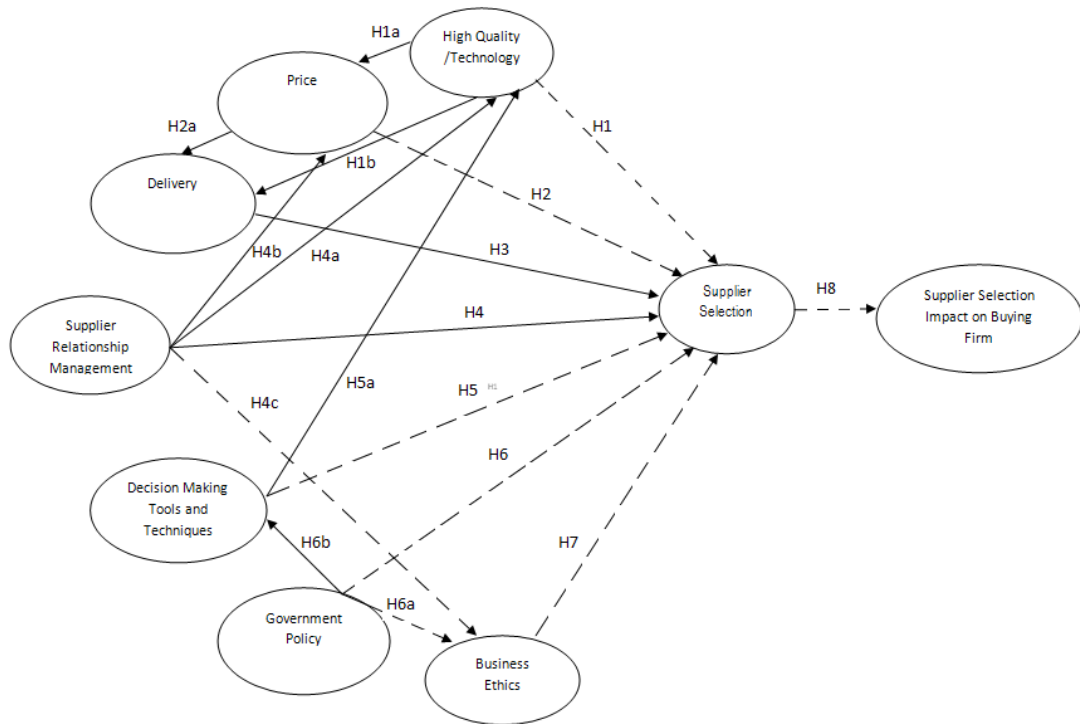 H1a
High Quality
/Technology
Price
H2a
H1b
H1
Delivery
H2
H4b
H4a
H3
Supplier
Selection
H8
Supplier Selection
Impact on Buying
Firm
Supplier
Relationship
Management
H4
H4c
H5a
H5
H1
H6
Decision Making
Tools and
Techniques
H6b
H7
Government
Policy
H6a
Business
Ethics